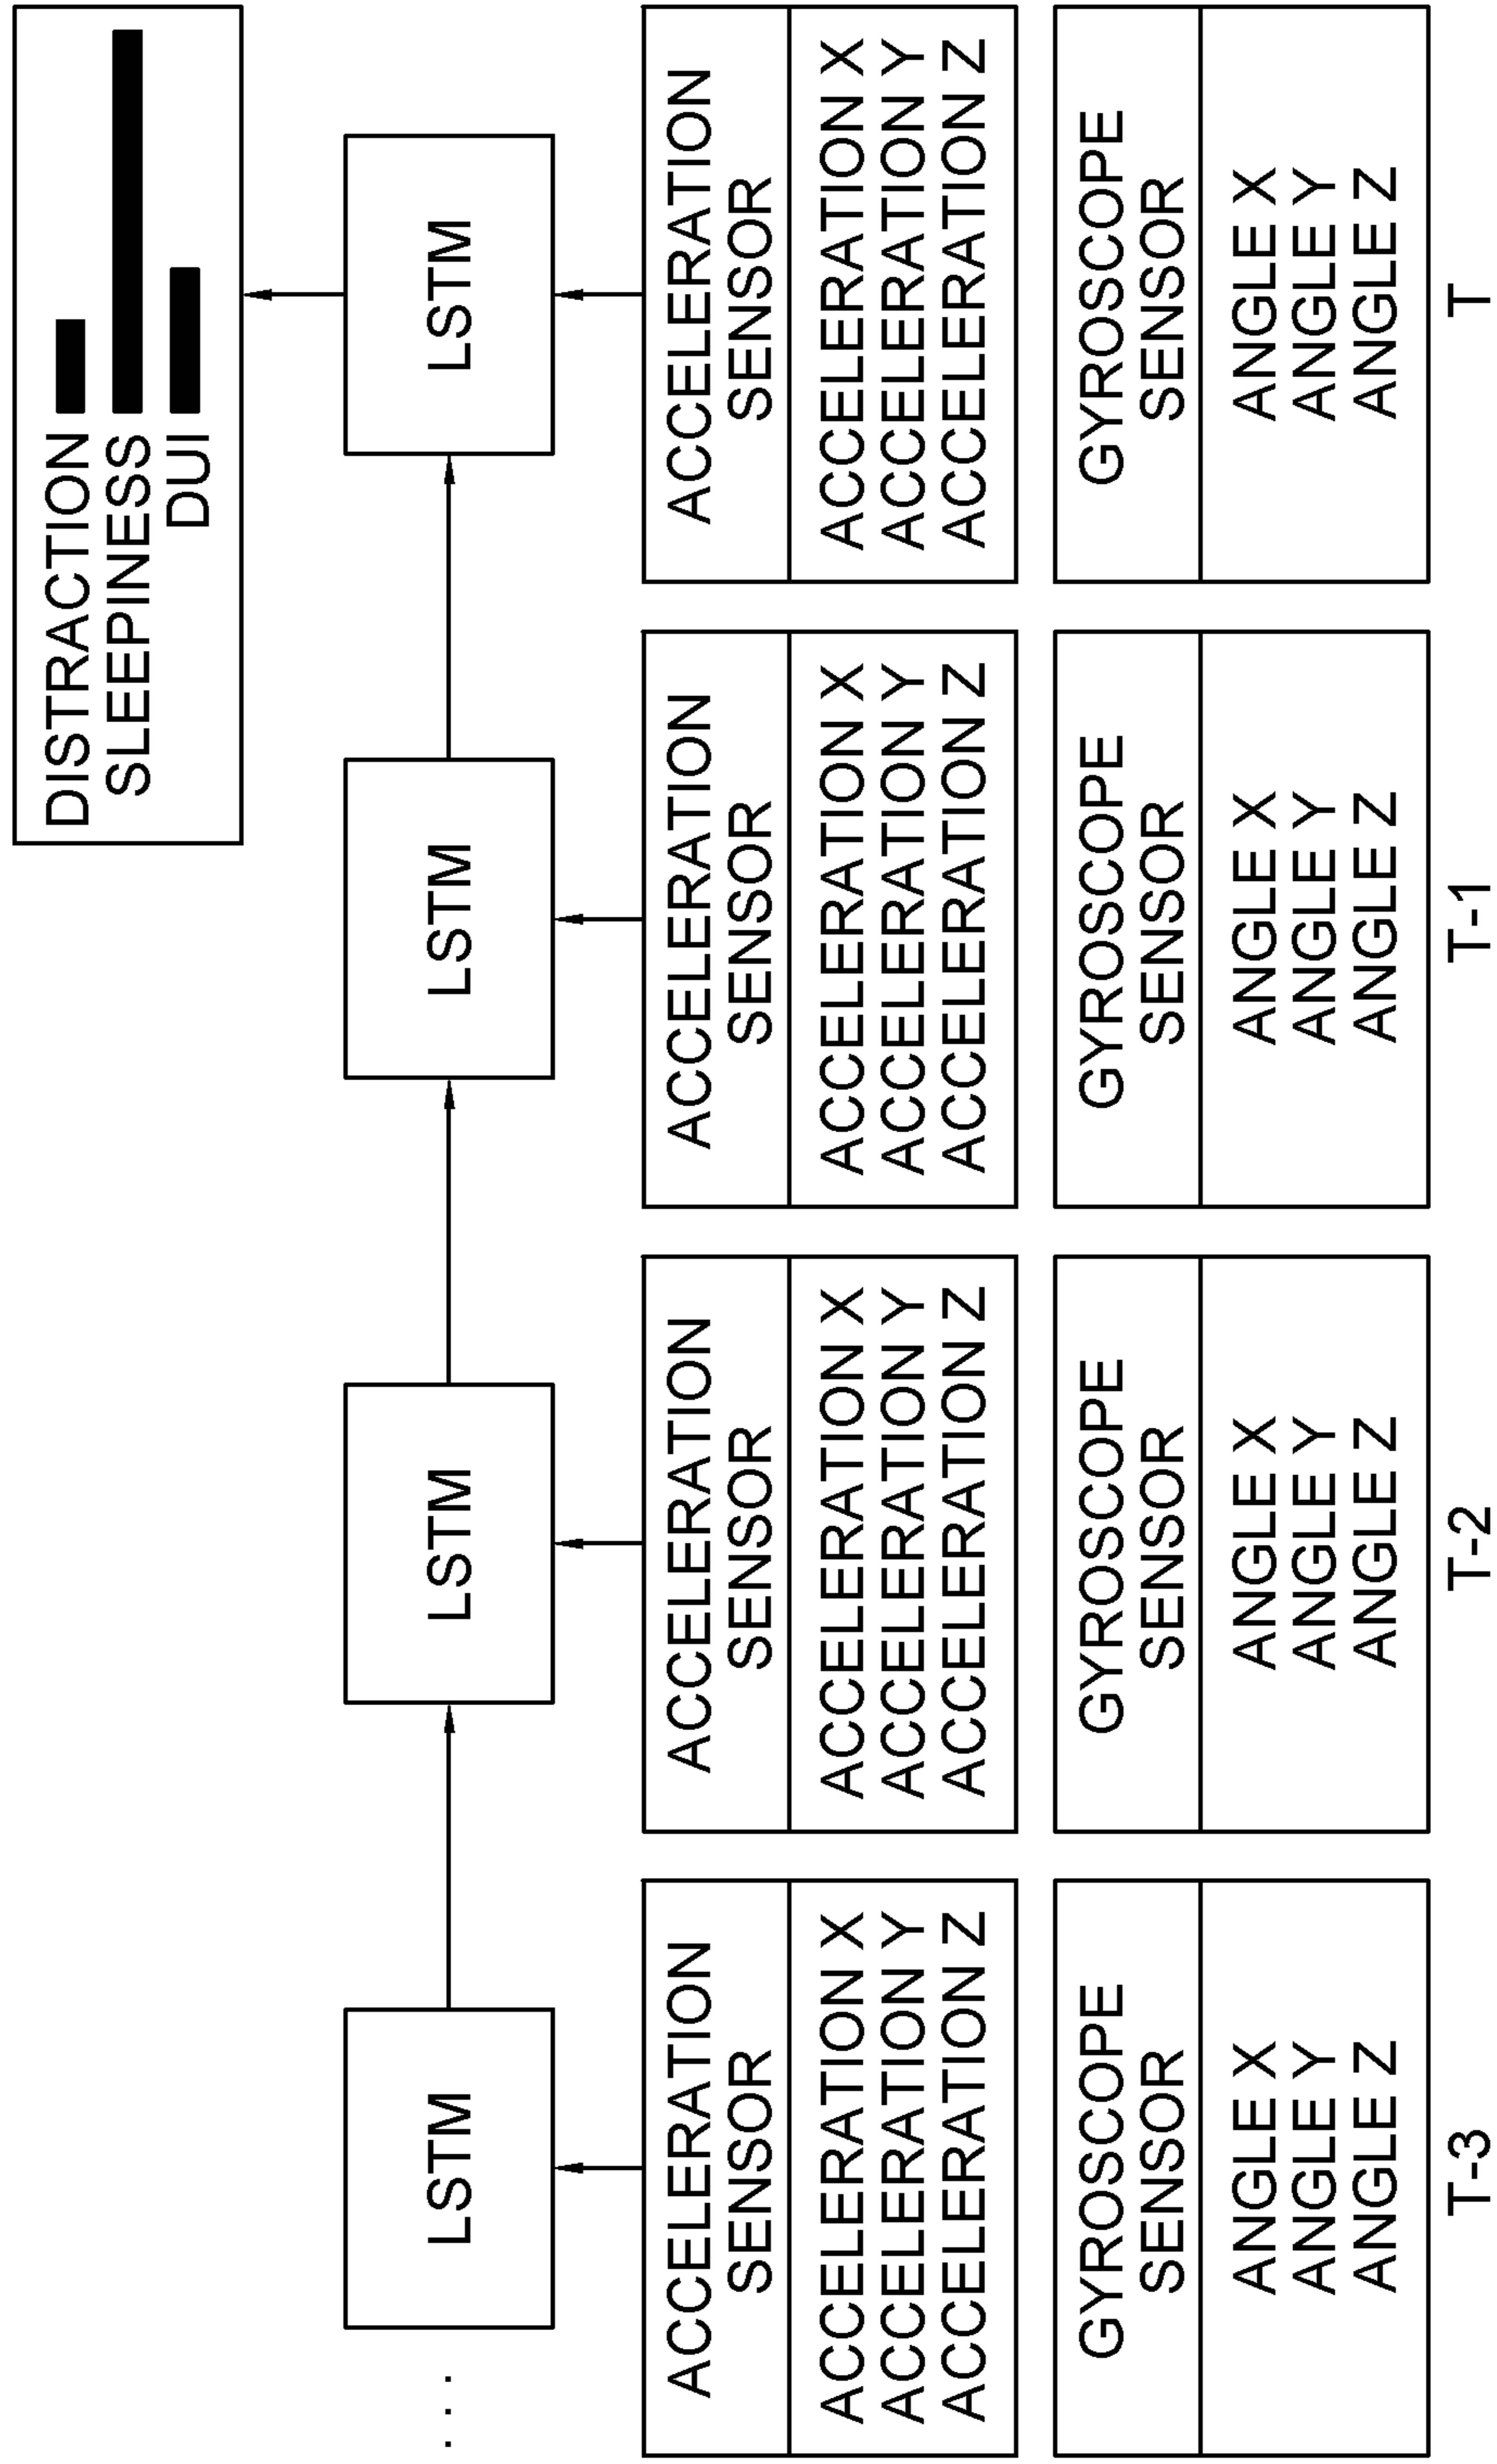 DISTRACTION
SLEEPINESS
DUI
. . .
LSTM
LSTM
LSTM
LSTM
ACCELERATION
SENSOR
ACCELERATION X
ACCELERATION Y
ACCELERATION Z
ACCELERATION
SENSOR
ACCELERATION X
ACCELERATION Y
ACCELERATION Z
ACCELERATION
SENSOR
ACCELERATION X
ACCELERATION Y
ACCELERATION Z
ACCELERATION
SENSOR
ACCELERATION X
ACCELERATION Y
ACCELERATION Z
GYROSCOPE
SENSOR
ANGLE X
ANGLE Y
ANGLE Z
GYROSCOPE
SENSOR
ANGLE X
ANGLE Y
ANGLE Z
GYROSCOPE
SENSOR
ANGLE X
ANGLE Y
ANGLE Z
GYROSCOPE
SENSOR
ANGLE X
ANGLE Y
ANGLE Z
T-3
T-2
T-1
T